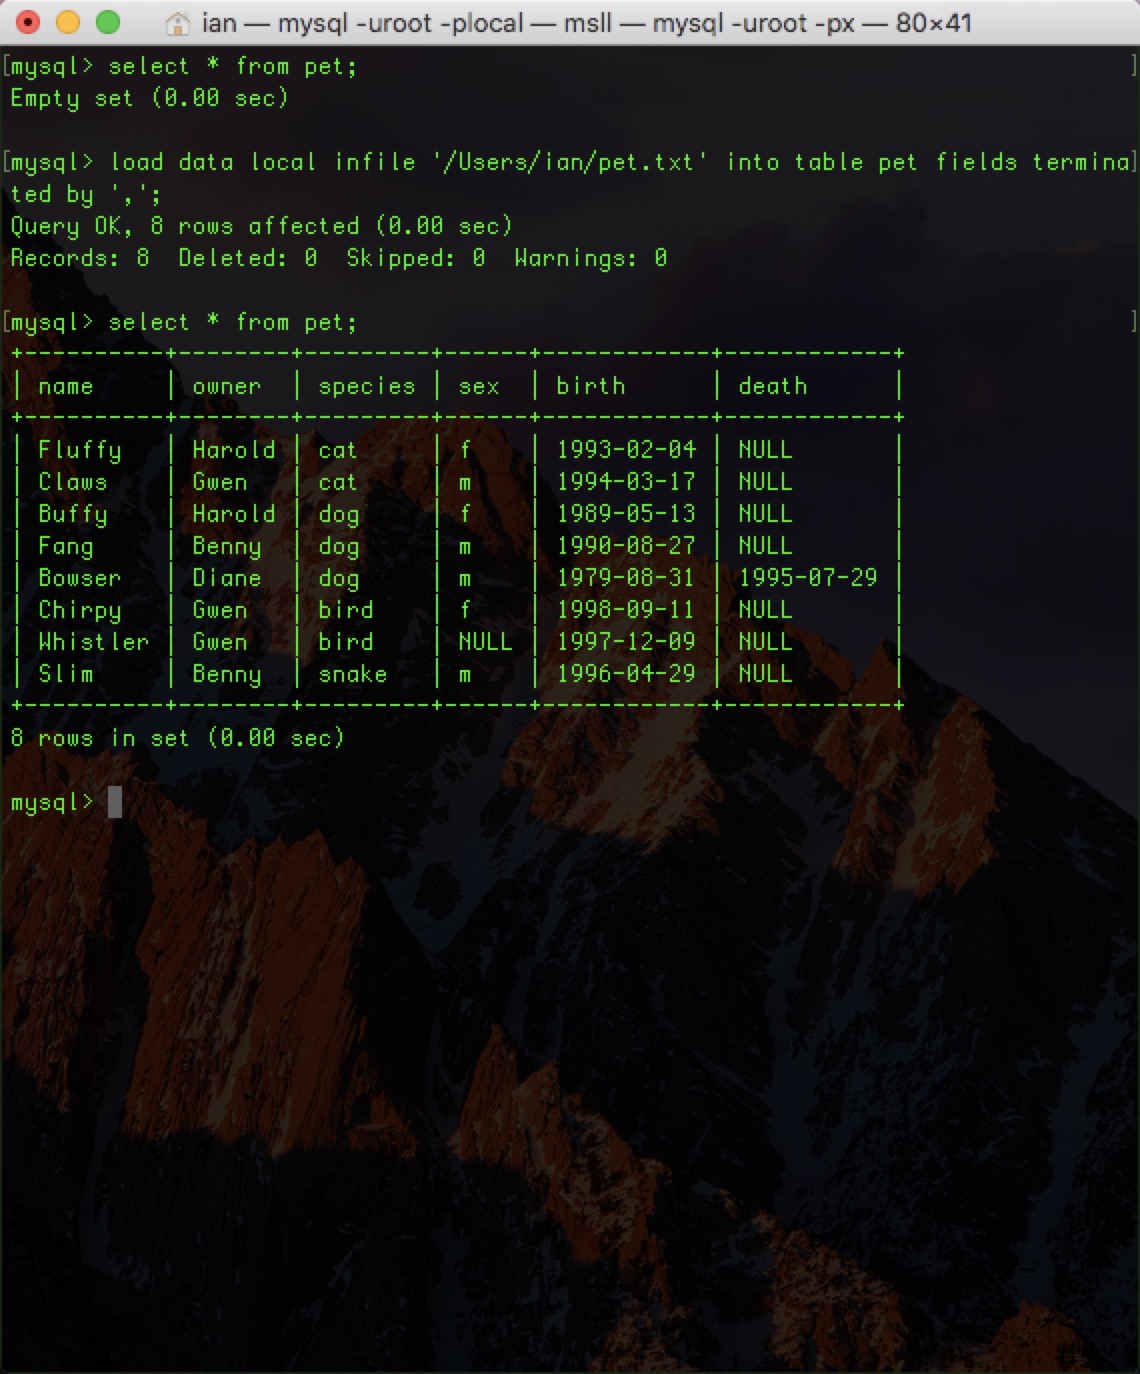 ian — mysql -uroot -plocal — msll — mysql -uroot -px — 80×41
[mysql> select * from pet; ]
Empty set (0.00 sec)
[mysql> load data local infile '/Users/ian/pet.txt' into table pet fields termina]
ted by ',';
Query OK, 8 rows affected (0.00 sec)
Records: 8  Deleted: 0  Skipped: 0  Warnings: 0
[mysql> select * from pet; ]
+----------+--------+---------+------+------------+------------+
| name     | owner  | species | sex  | birth      | death      |
+----------+--------+---------+------+------------+------------+
| Fluffy   | Harold | cat     | f    | 1993-02-04 | NULL       |
| Claws    | Gwen   | cat     | m    | 1994-03-17 | NULL       |
| Buffy    | Harold | dog     | f    | 1989-05-13 | NULL       |
| Fang     | Benny  | dog     | m    | 1990-08-27 | NULL       |
| Bowser   | Diane  | dog     | m    | 1979-08-31 | 1995-07-29 |
| Chirpy   | Gwen   | bird    | f    | 1998-09-11 | NULL       |
| Whistler | Gwen   | bird    | NULL | 1997-12-09 | NULL       |
| Slim     | Benny  | snake   | m    | 1996-04-29 | NULL       |
+----------+--------+---------+------+------------+------------+
8 rows in set (0.00 sec)
mysql>